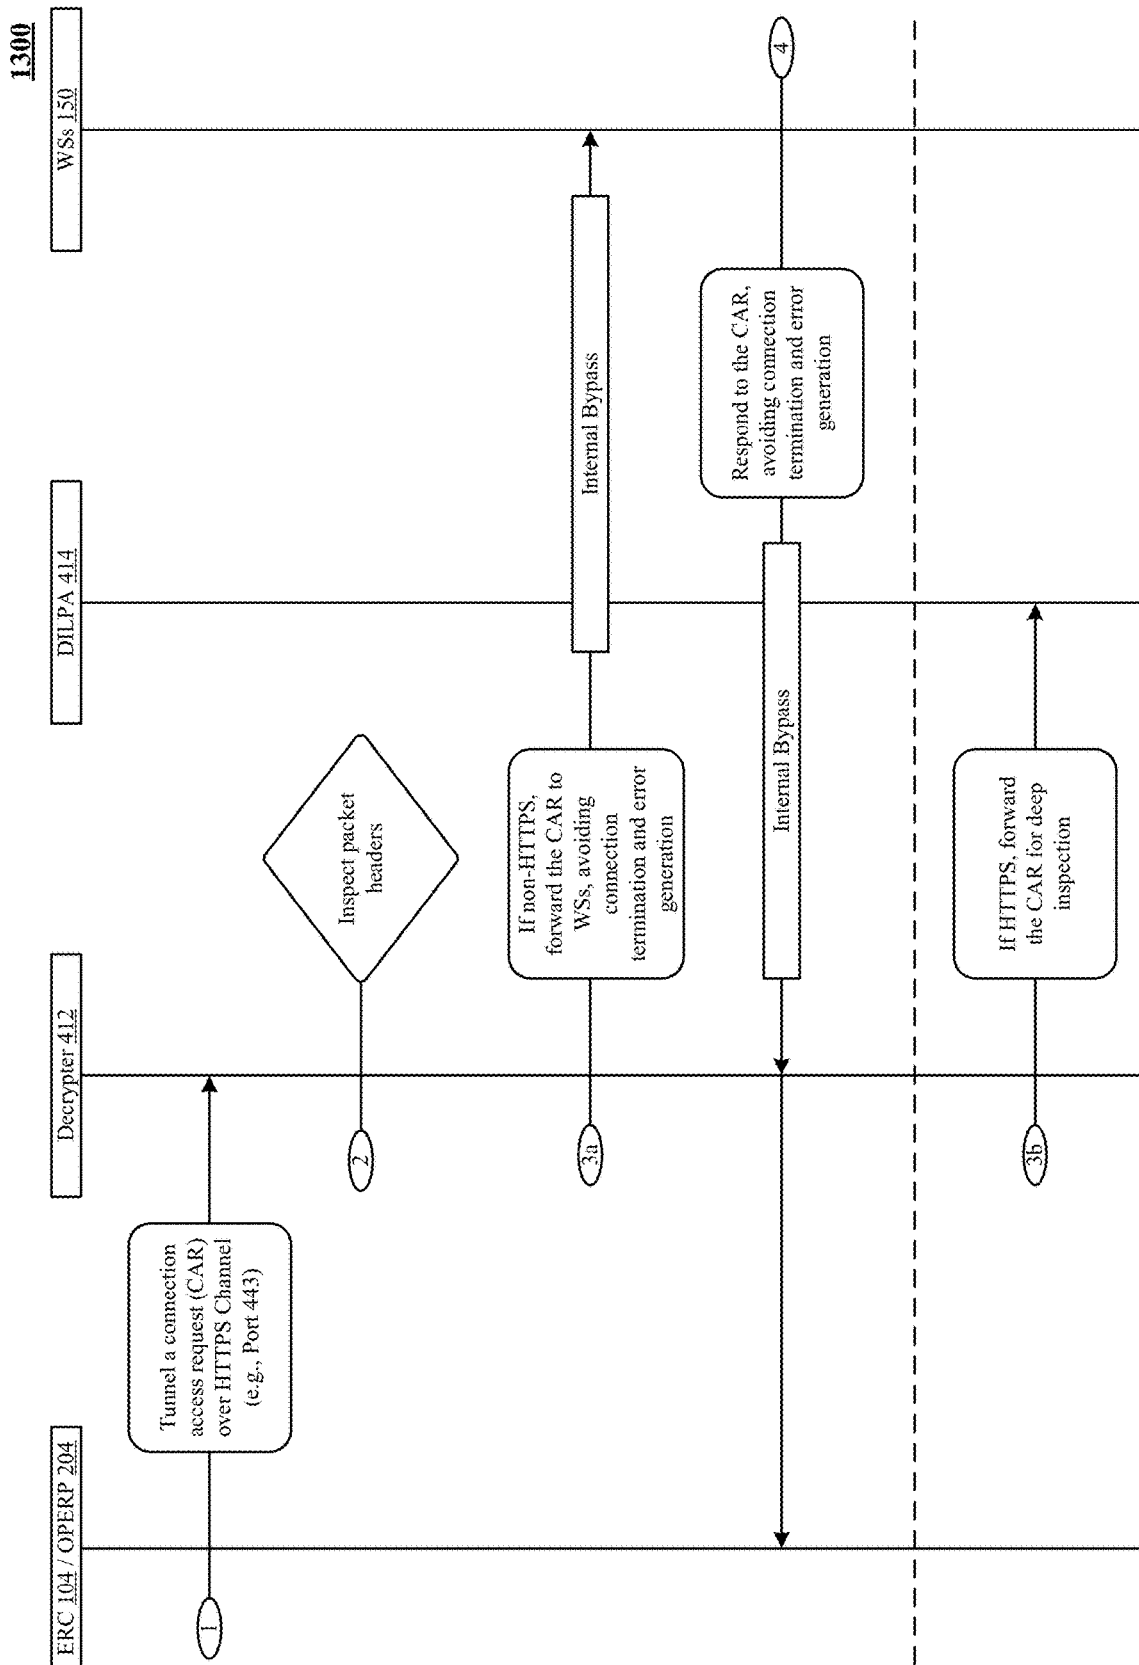 1300
ERC 104 / OPERP 204
Decrypter 412
DILPA 414
WSs 150
1
Tunnel a connection
access request (CAR)
over HTTPS Channel
(e.g., Port 443)
2
Inspect packet
headers
3a
If non-HTTPS,
forward the CAR to
WSs, avoiding
connection
termination and error
generation
Internal Bypass
4
Respond to the CAR,
avoiding connection
termination and error
generation
Internal Bypass
3b
If HTTPS, forward
the CAR for deep
inspection